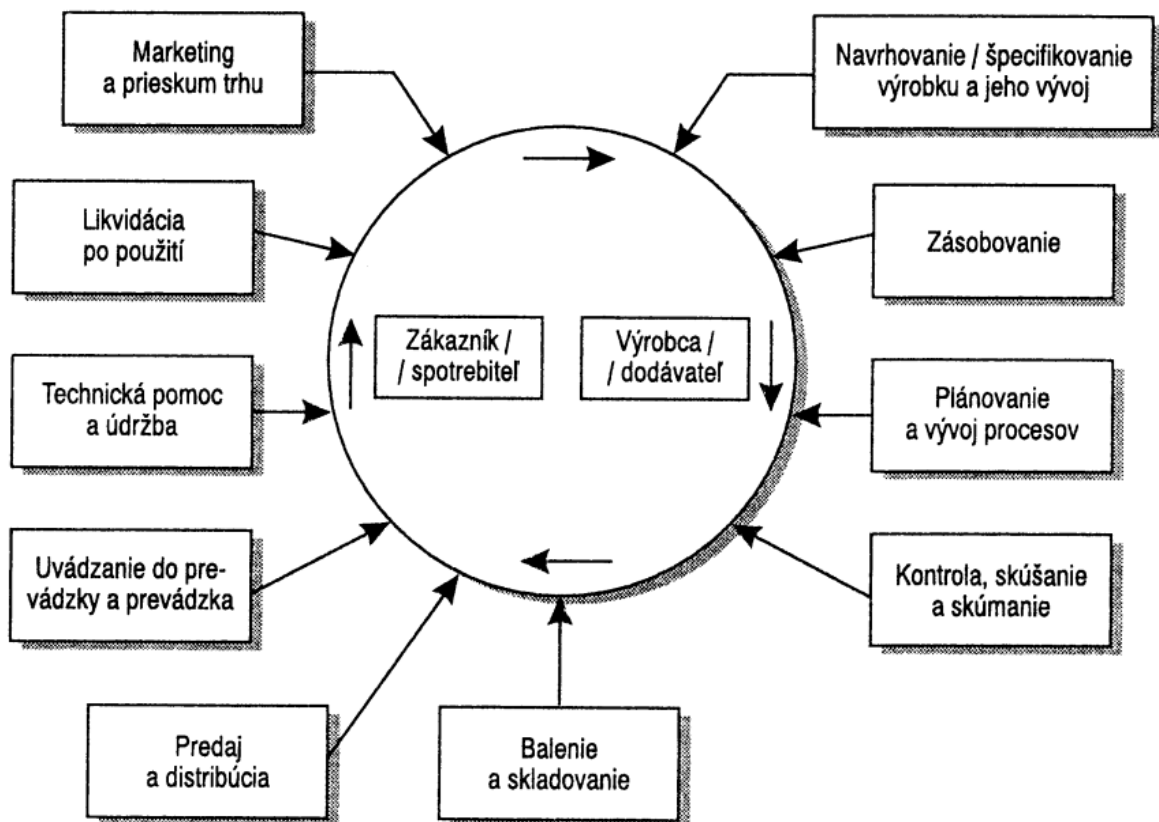 Marketing
a prieskum trhu
Navrhovanie / špecifikovanie
výrobku a jeho vývoj
Likvidácia
po použití
Zásobovanie
Zákazník /
/ spotrebiteľ
Výrobca /
/ dodávateľ
Technická pomoc
a údržba
Plánovanie
a vývoj procesov
Uvádzanie do pre-
vádzky a prevádzka
Kontrola, skúšanie
a skúmanie
Predaj
a distribúcia
Balenie
a skladovanie